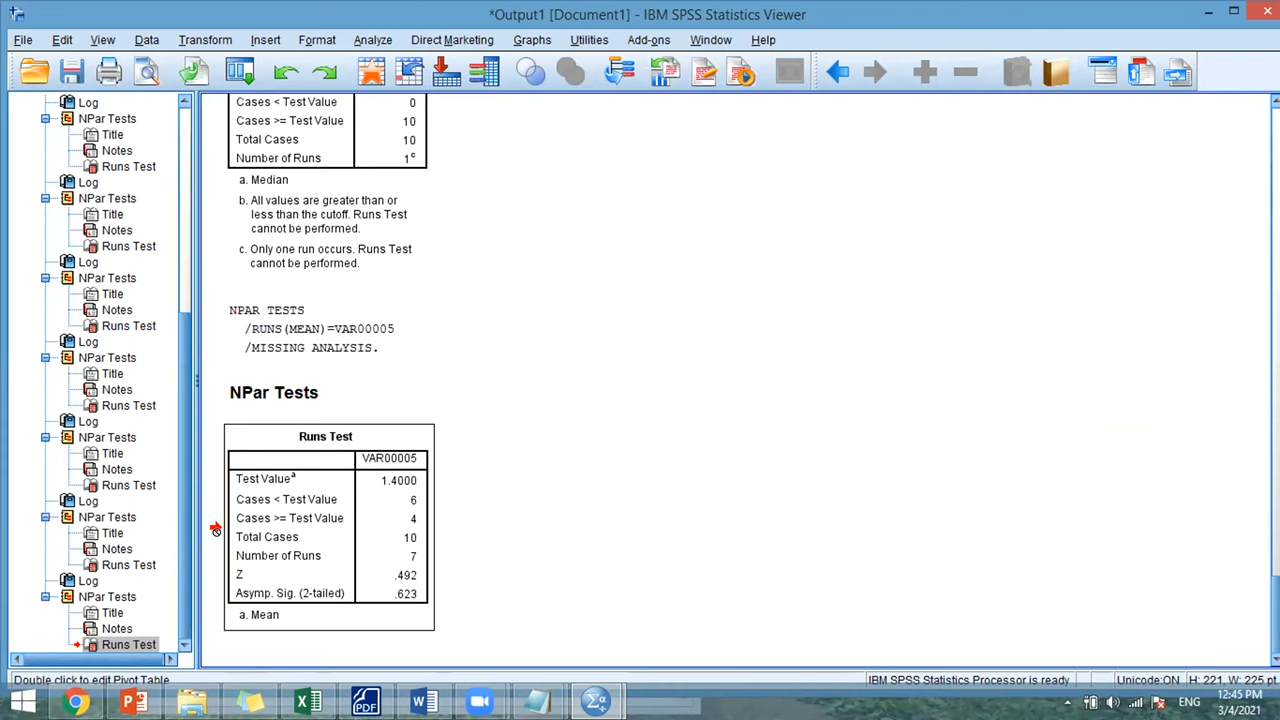 *Output1 [Document1] - IBM SPSS Statistics Viewer
File Edit View Data Transform Insert Format Analyze Direct Marketing Graphs Utilities Add-ons Window Help
Log
NPar Tests
Title
Notes
Runs Test
Log
NPar Tests
Title
Notes
Runs Test
Log
NPar Tests
Title
Notes
Runs Test
Log
NPar Tests
Title
Notes
Runs Test
Log
NPar Tests
Title
Notes
Runs Test
Log
NPar Tests
Title
Notes
Runs Test
Log
NPar Tests
Title
Notes
Runs Test
Cases < Test Value 0
Cases >= Test Value 10
Total Cases 10
Number of Runs 1c
a. Median
b. All values are greater than or
less than the cutoff. Runs Test
cannot be performed.
c. Only one run occurs. Runs Test
cannot be performed.
NPAR TESTS
/RUNS(MEAN)=VAR00005
/MISSING ANALYSIS.
NPar Tests
Runs Test
VAR00005
Test Valuea 1.4000
Cases < Test Value 6
Cases >= Test Value 4
Total Cases 10
Number of Runs 7
Z .492
Asymp. Sig. (2-tailed) .623
a. Mean
Double click to edit Pivot Table
IBM SPSS Statistics Processor is ready
Unicode:ON
H: 221, W: 225 pt
PDF
ENG
12:45 PM
3/4/2021